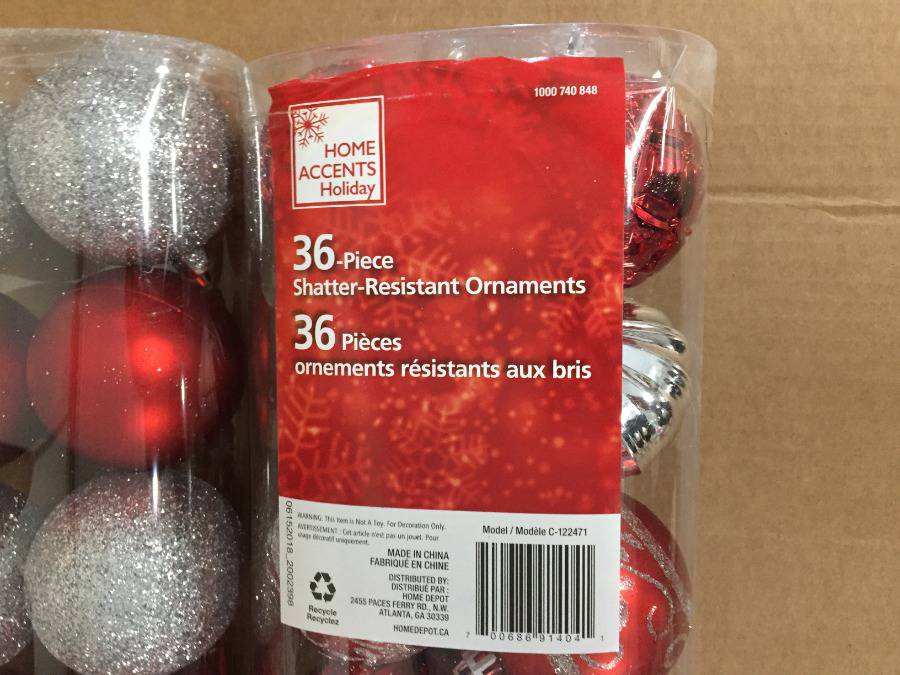 1000 740 848
HOME
ACCENTS
Holiday
36-Piece
Shatter-Resistant Ornaments
36 Pièces
ornements résistants aux bris
06152018_2002398
WARNING: This Item is Not A Toy. For Decoration Only.
AVERTISSEMENT : Cet article n'est pas un jouet. Pour
usage décoratif uniquement.
MADE IN CHINA
FABRIQUÉ EN CHINE
DISTRIBUTED BY:
DISTRIBUÉ PAR :
HOME DEPOT
2455 PACES FERRY RD., N.W.
ATLANTA, GA 30339
HOMEDEPOT.CA
Recycle
Recyclez
Model / Modèle C-122471
7 00686 91404 1